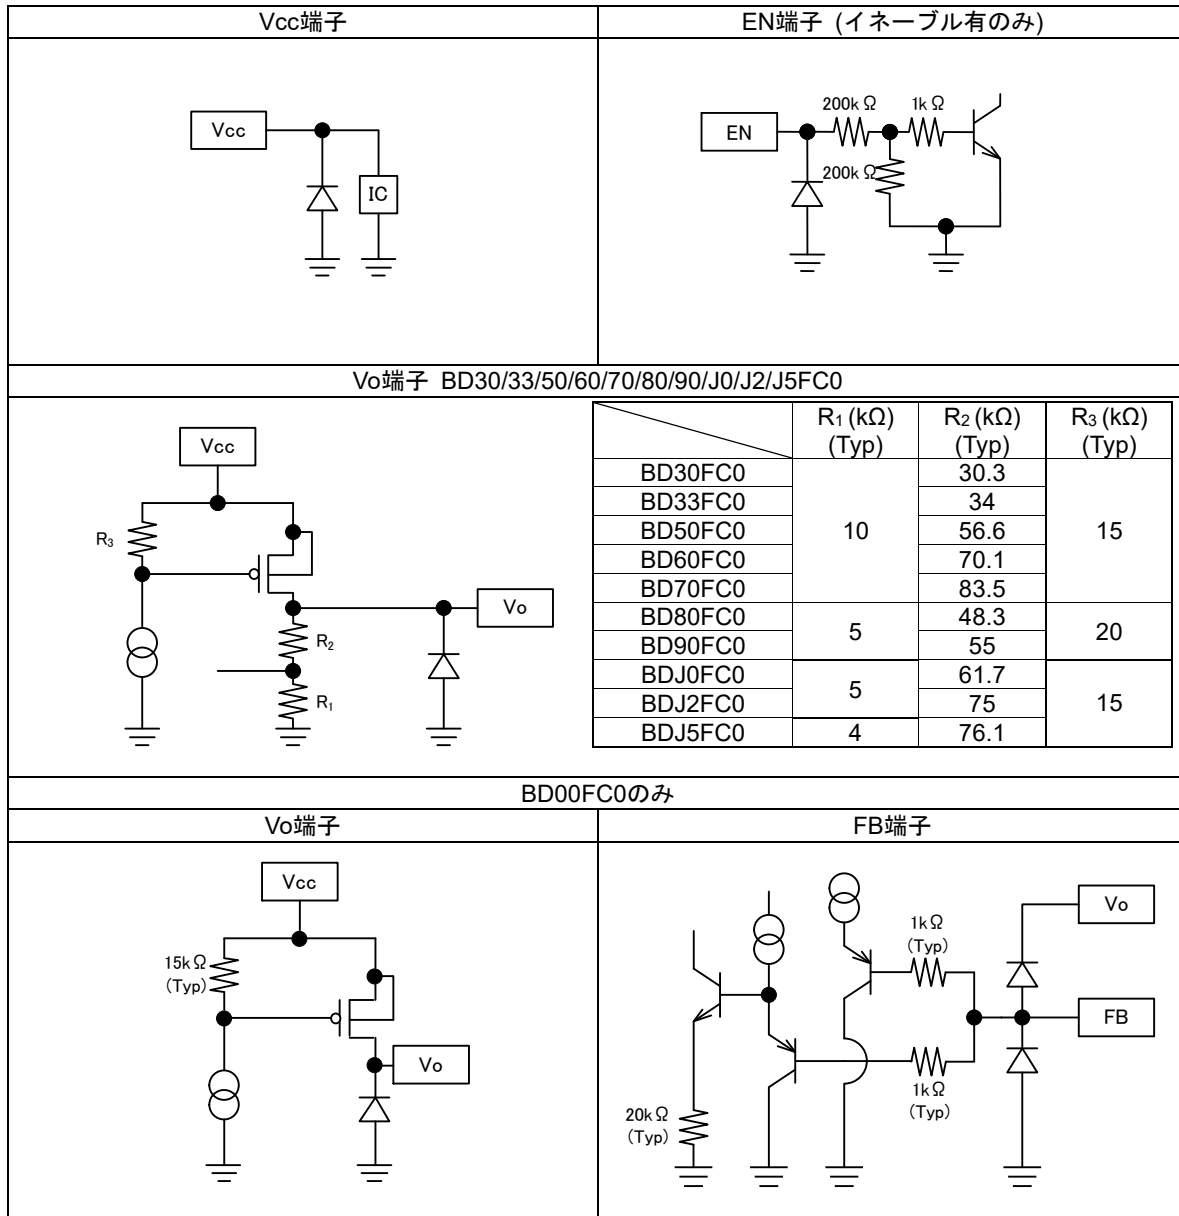 Vcc端子
EN端子 (イネーブル有のみ)
Vcc
IC
EN
200kΩ
1kΩ
200kΩ
Vo端子 BD30/33/50/60/70/80/90/J0/J2/J5FC0
Vcc
R3
Vo
R2
R1
R1 (kΩ) (Typ)
R2 (kΩ) (Typ)
R3 (kΩ) (Typ)
BD30FC0 10 30.3 15
BD33FC0 34
BD50FC0 56.6
BD60FC0 70.1
BD70FC0 83.5
BD80FC0 5 48.3 20
BD90FC0 55
BDJ0FC0 5 61.7 15
BDJ2FC0 75
BDJ5FC0 4 76.1
BD00FC0のみ
Vo端子
FB端子
Vcc
15kΩ
(Typ)
Vo
Vo
1kΩ
(Typ)
FB
1kΩ
(Typ)
20kΩ
(Typ)